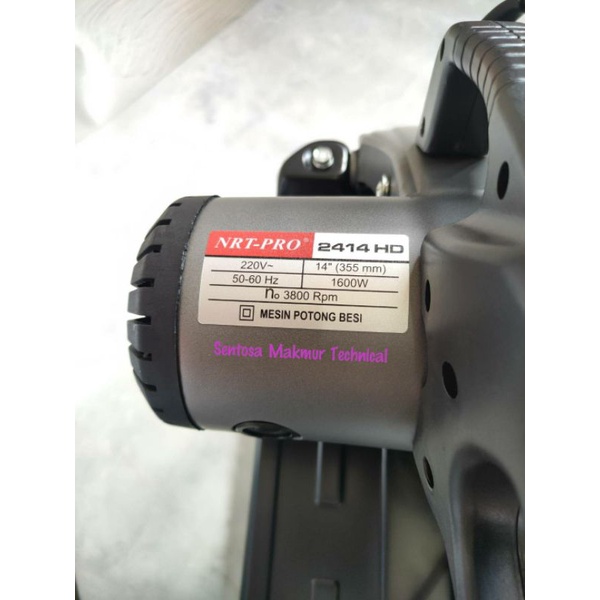 NRT-PRO® 2414 HD
220V~ 14" (355 mm)
50-60 Hz 1600W
no 3800 Rpm
MESIN POTONG BESI
Sentosa Makmur Technical